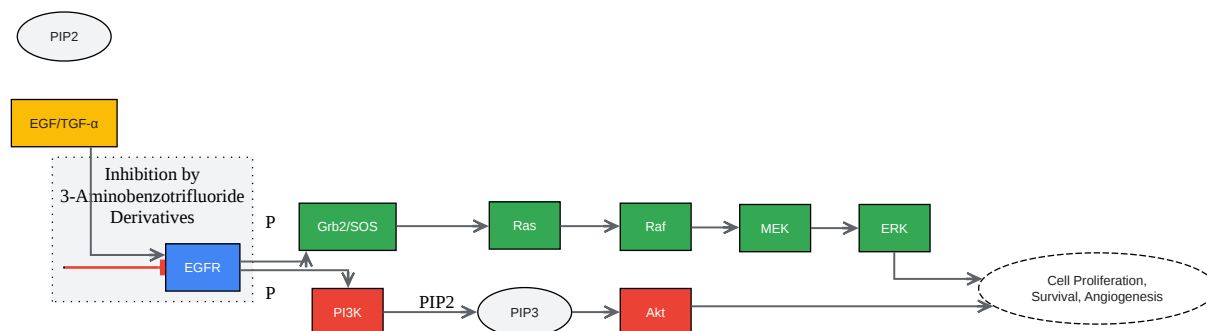 PIP2
EGF/TGF-α
Inhibition by
3-Aminobenzotrifluoride
Derivatives
P
Grb2/SOS
Ras
Raf
MEK
ERK
EGFR
P
PI3K
PIP2
PIP3
Akt
Cell Proliferation,
Survival, Angiogenesis